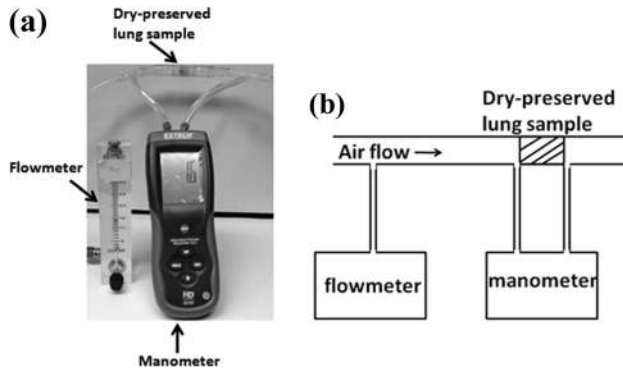 (a)
Dry-preserved
lung sample
EXTECH
Flowmeter
Manometer
(b)
Dry-preserved
lung sample
Air flow →
flowmeter
manometer